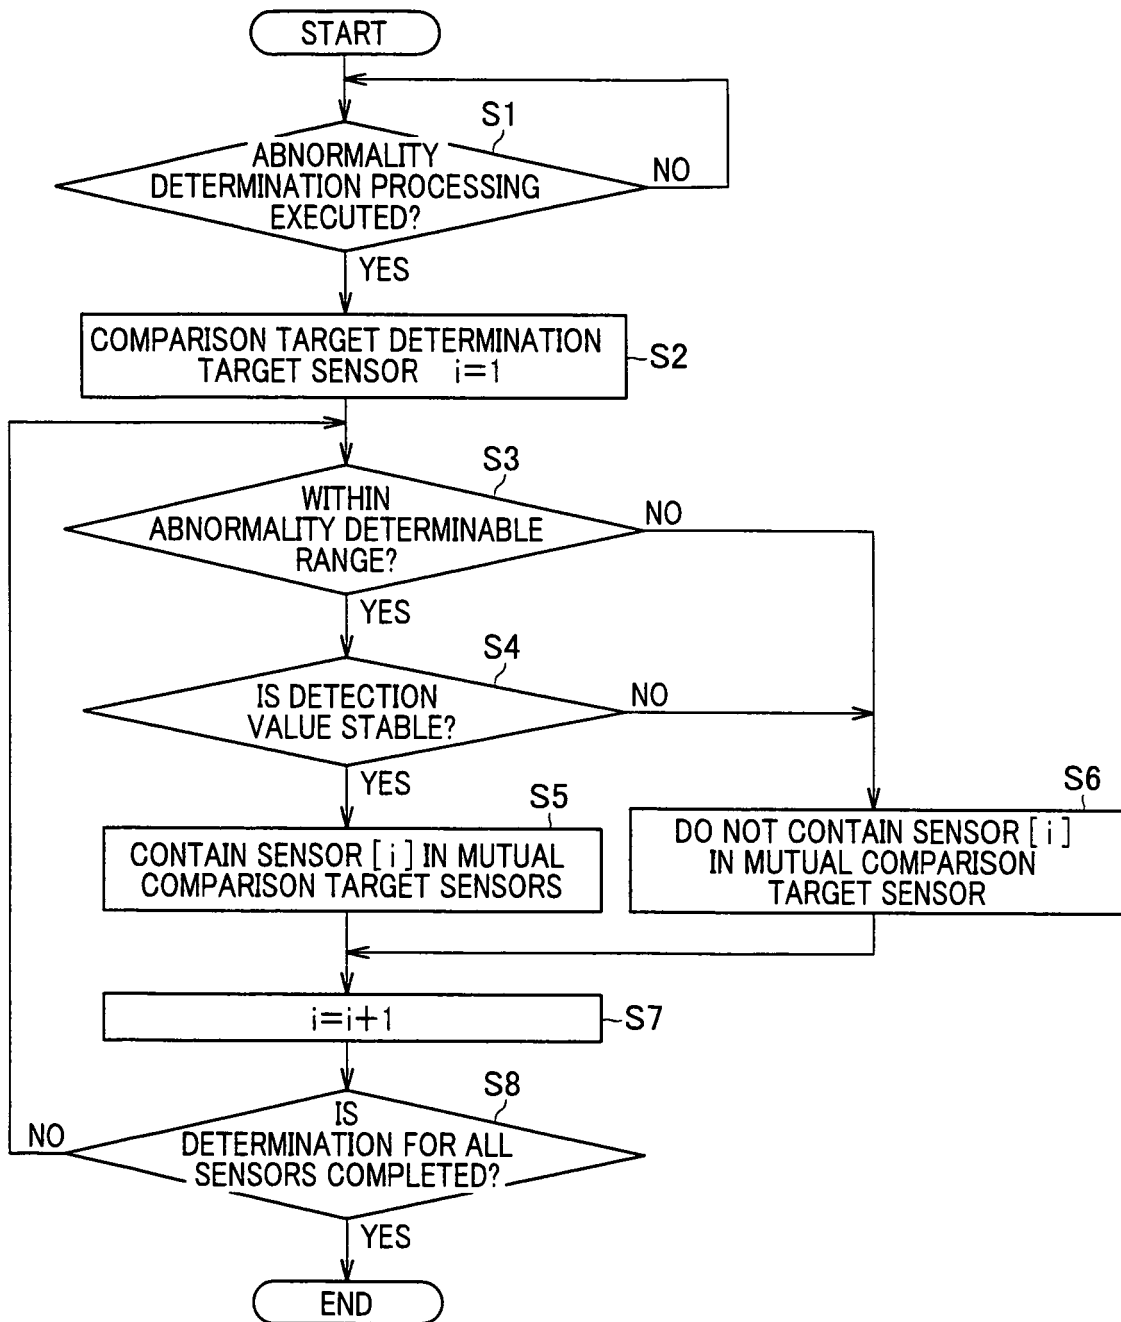 START
S1
ABNORMALITY
DETERMINATION PROCESSING
EXECUTED?
NO
YES
COMPARISON TARGET DETERMINATION
TARGET SENSOR i=1
S2
S3
WITHIN
ABNORMALITY DETERMINABLE
RANGE?
NO
YES
S4
IS DETECTION
VALUE STABLE?
NO
YES
S5
CONTAIN SENSOR [i] IN MUTUAL
COMPARISON TARGET SENSORS
S6
DO NOT CONTAIN SENSOR [i]
IN MUTUAL COMPARISON
TARGET SENSOR
i=i+1
S7
S8
IS
DETERMINATION FOR ALL
SENSORS COMPLETED?
NO
YES
END